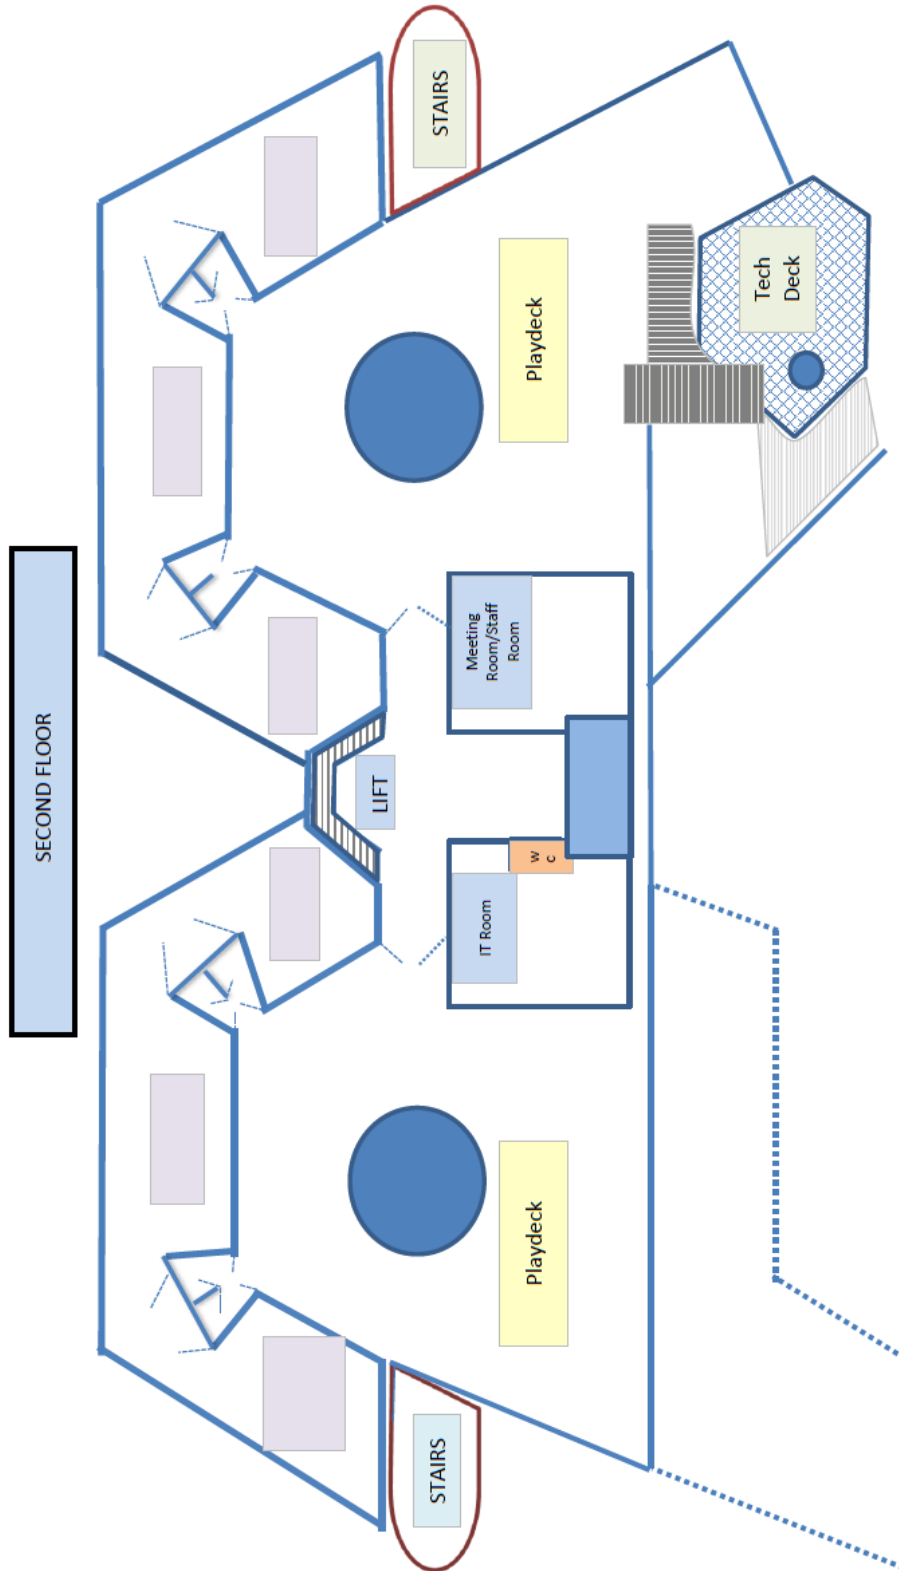 SECOND FLOOR
STAIRS
Playdeck
IT Room
w
c
LIFT
Meeting
Room/Staff
Room
Playdeck
STAIRS
Tech
Deck